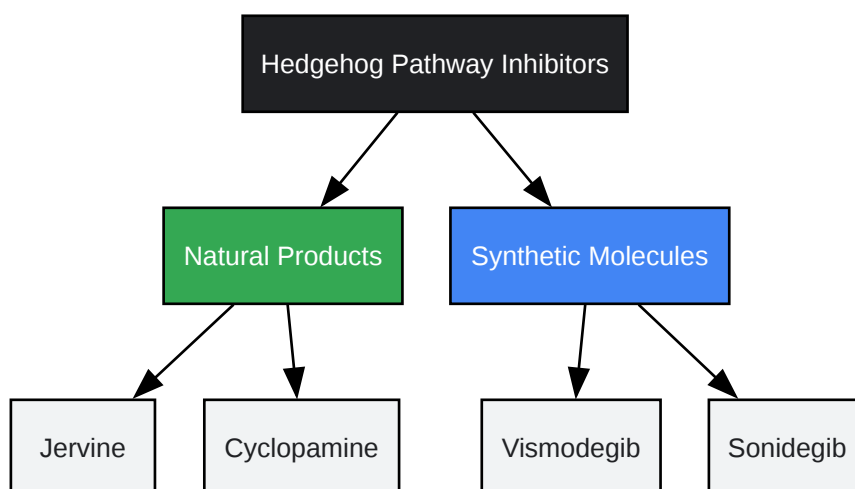 Hedgehog Pathway Inhibitors
Natural Products
Synthetic Molecules
Jervine
Cyclopamine
Vismodegib
Sonidegib